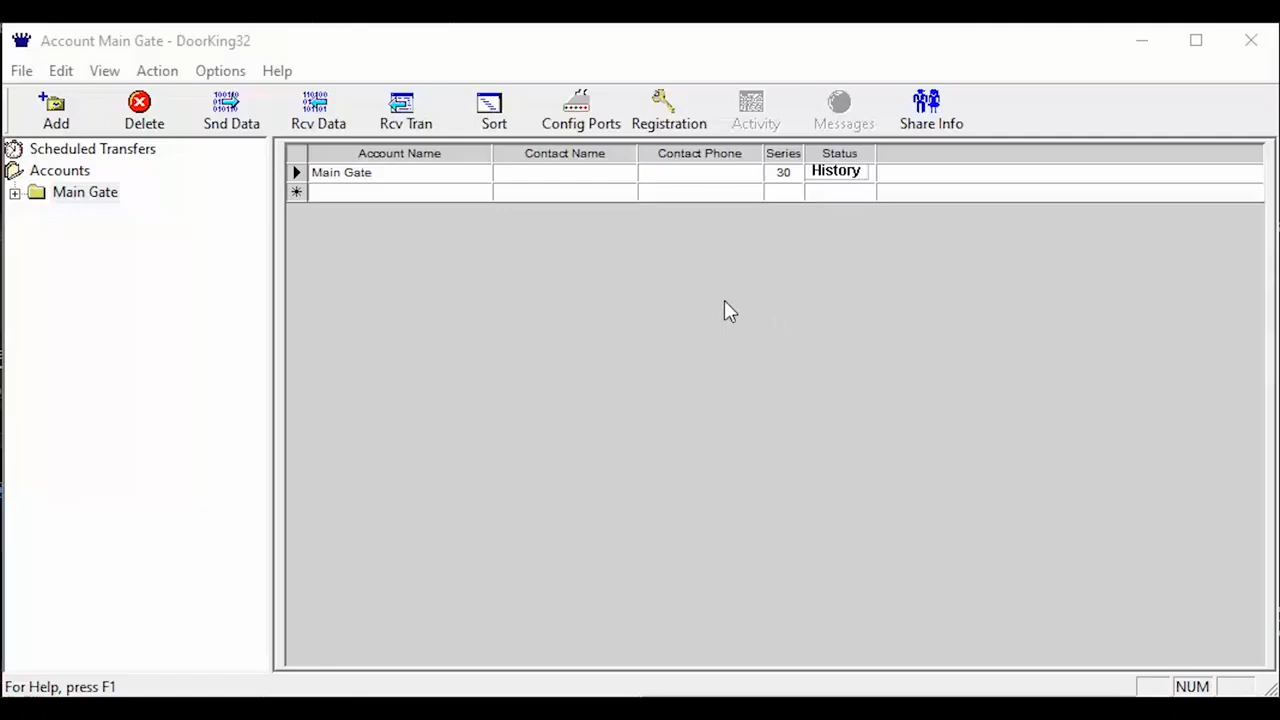 Account Main Gate - DoorKing32
File Edit View Action Options Help
Add Delete Snd Data Rcv Data Rcv Tran Sort Config Ports Registration Activity Messages Share Info
Scheduled Transfers
Accounts
Main Gate
Account Name Contact Name Contact Phone Series Status
Main Gate 30 History
For Help, press F1 NUM